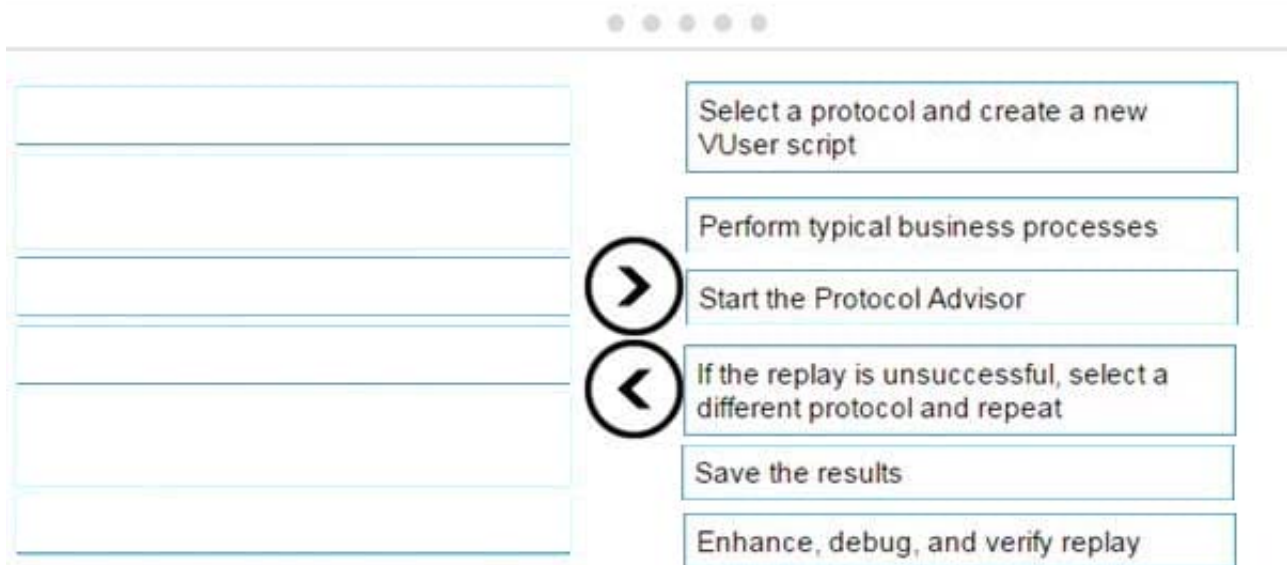 Select a protocol and create a new
VUser script
Perform typical business processes
Start the Protocol Advisor
If the replay is unsuccessful, select a
different protocol and repeat
Save the results
Enhance, debug, and verify replay